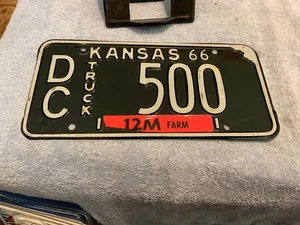 KANSAS 66
DC TRUCK 500
12M FARM